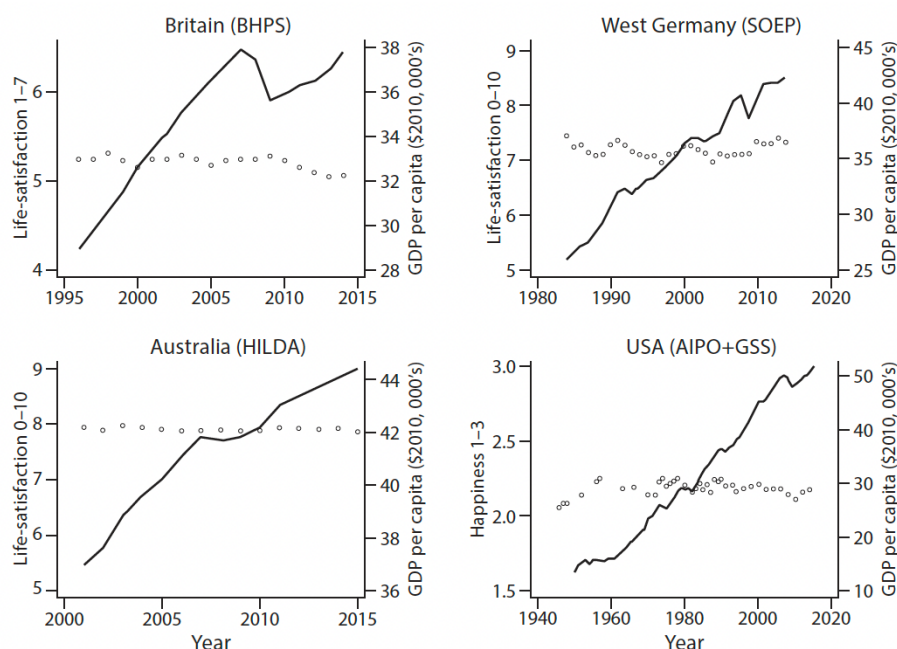 Britain (BHPS)
Life-satisfaction 1–7
6
5
4
38
36
33
32
31
30
28
GDP per capita ($2010, 000's)
1995 2000 2005 2010 2015
West Germany (SOEP)
Life-satisfaction 0–10
9
8
7
6
5
45
40
35
30
25
GDP per capita ($2010, 000's)
1980 1990 2000 2010 2020
Australia (HILDA)
Life-satisfaction 0–10
9
8
7
6
5
44
42
40
38
36
GDP per capita ($2010, 000's)
2000 2005 2010 2015
Year
USA (AIPO+GSS)
Happiness 1–3
3.0
2.5
2.0
1.5
50
40
30
20
10
GDP per capita ($2010, 000's)
1940 1960 1980 2000 2020
Year